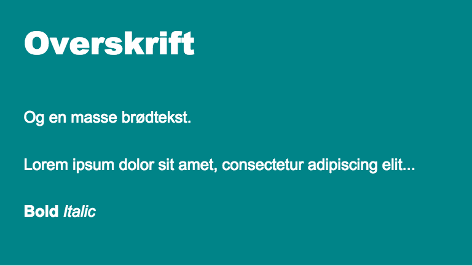 Overskrift
Og en masse brødtekst.
Lorem ipsum dolor sit amet, consectetur adipiscing elit...
Bold Italic